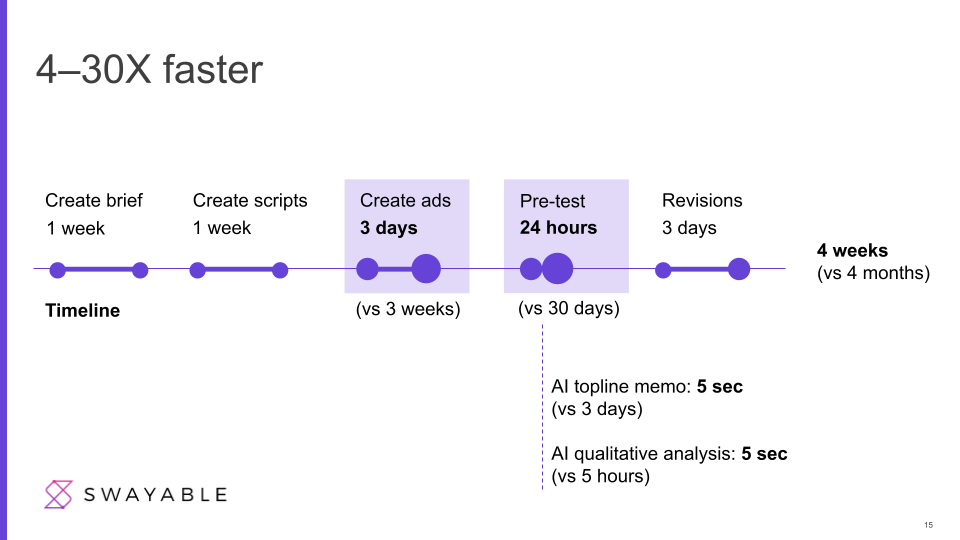 4–30X faster
Create brief
1 week
Create scripts
1 week
Create ads
3 days
Pre-test
24 hours
Revisions
3 days
4 weeks
(vs 4 months)
Timeline
(vs 3 weeks)
(vs 30 days)
AI topline memo: 5 sec
(vs 3 days)
AI qualitative analysis: 5 sec
(vs 5 hours)
SWAYABLE
15